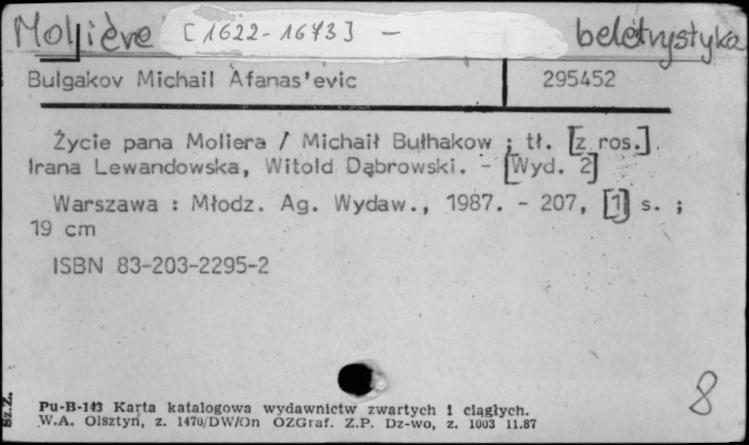 Mollière [1622-1673] - beletrystyka
Bulgakov Michail Afanas'evic 295452
Życie pana Moliera / Michaił Bułhakow ; tł. [z ros.].
Irana Lewandowska, Witold Dąbrowski. - [Wyd. 2]
Warszawa : Młodz. Ag. Wydaw., 1987. - 207, [1] s. ;
19 cm
ISBN 83-203-2295-2
8
Sz.Z.
Pu-B-143 Karta katalogowa wydawnictw zwartych i ciągłych.
W.A. Olsztyn, z. 1470/DW/On OZGraf. Z.P. Dz-wo, z. 1003 11.87